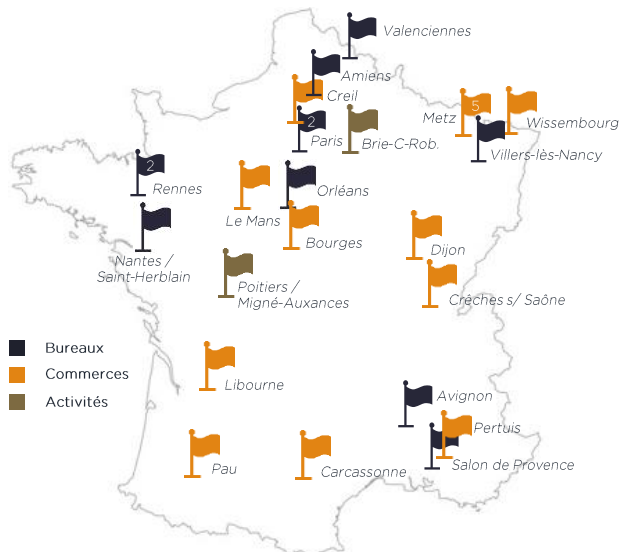 Valenciennes
Amiens
Creil
2
Paris
Brie-C-Rob.
5
Metz
Wissembourg
Villers-lès-Nancy
2
Rennes
Le Mans
Orléans
Bourges
Nantes /
Saint-Herblain
Dijon
Poitiers /
Migné-Auxances
Crêches s/ Saône
Bureaux
Commerces
Activités
Libourne
Avignon
Pertuis
Salon de Provence
Pau
Carcassonne